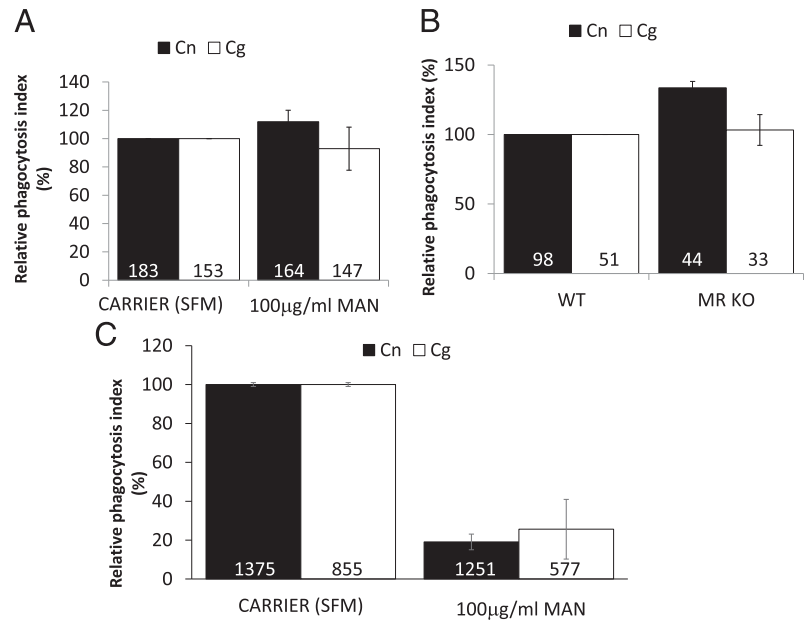 A
Cn Cg
Relative phagocytosis index
(%)
140
120
100
80
60
40
20
0
183 153 164 147
CARRIER (SFM) 100µg/ml MAN
B
Cn Cg
Relative phagocytosis index (%)
150
100
50
0
98 51 44 33
WT MR KO
C
Cn Cg
Relative phagocytosis index
(%)
120
100
80
60
40
20
0
1375 855 1251 577
CARRIER (SFM) 100µg/ml MAN